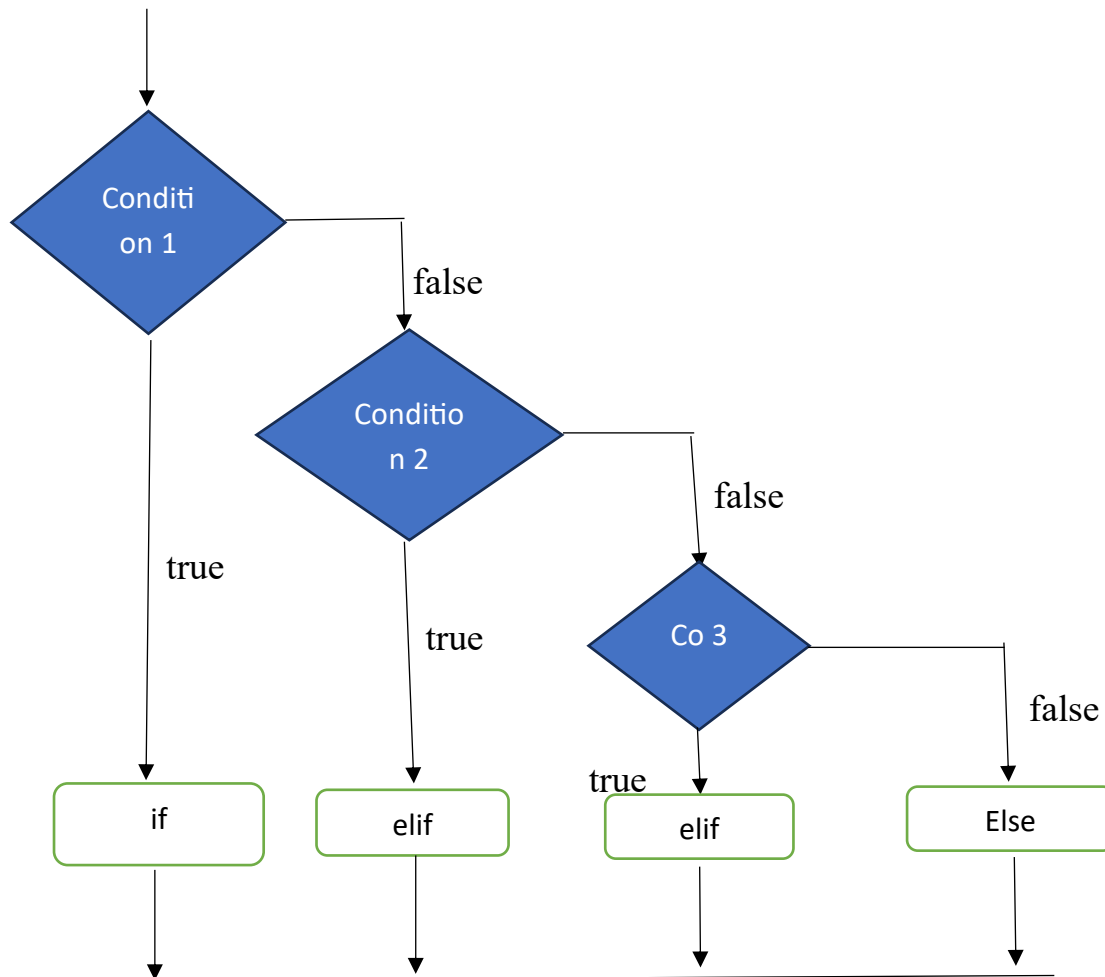 Conditi
on 1
false
Conditio
n 2
false
true
Co 3
true
false
true
if
elif
elif
Else